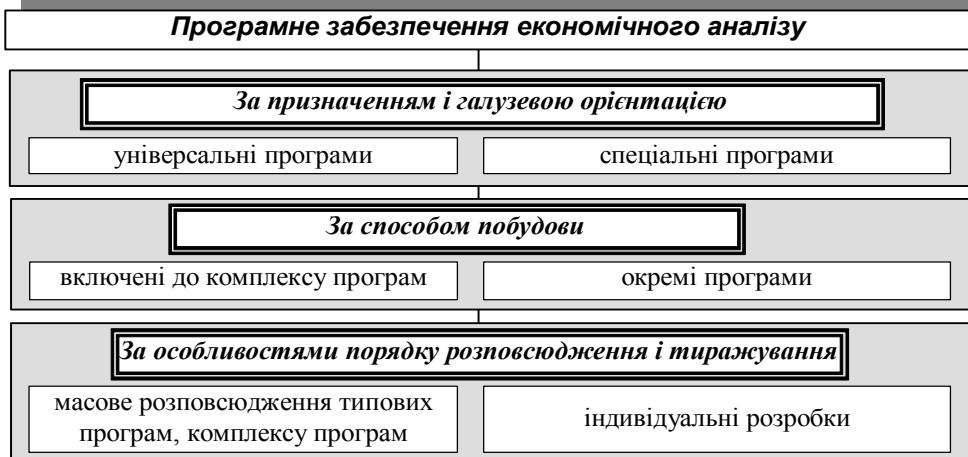 Програмне забезпечення економічного аналізу
За призначенням і галузевою орієнтацією
універсальні програми
спеціальні програми
За способом побудови
включені до комплексу програм
окремі програми
За особливостями порядку розповсюдження і тиражування
масове розповсюдження типових
програм, комплексу програм
індивідуальні розробки